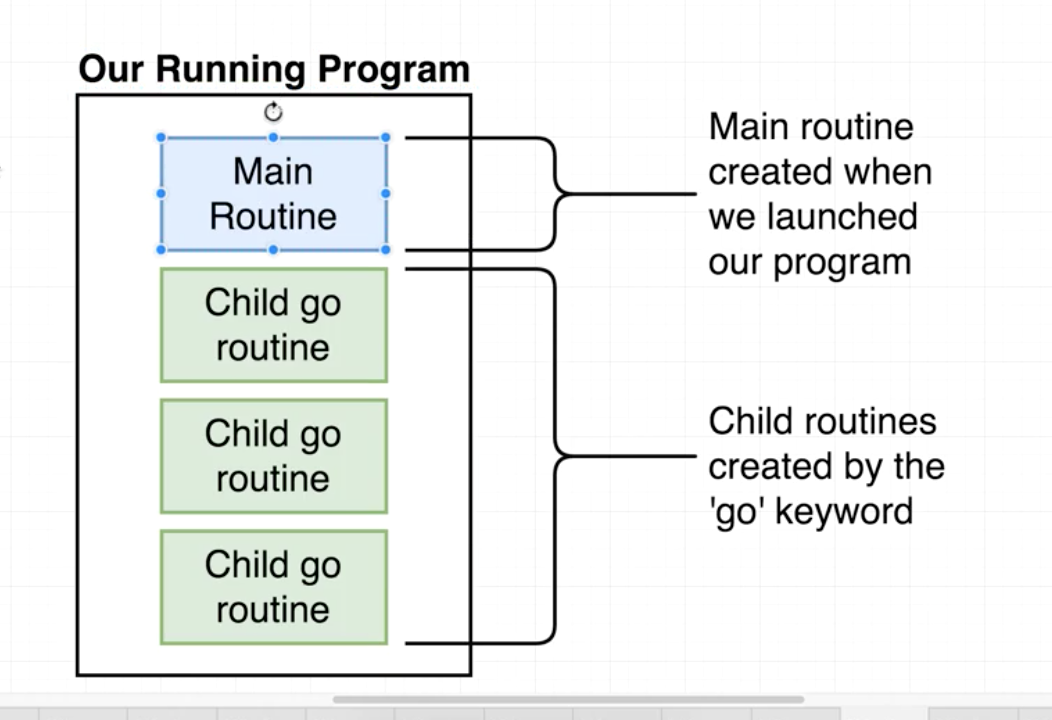 Our Running Program
Main
Routine
Main routine
created when
we launched
our program
Child go
routine
Child go
routine
Child go
routine
Child routines
created by the
'go' keyword